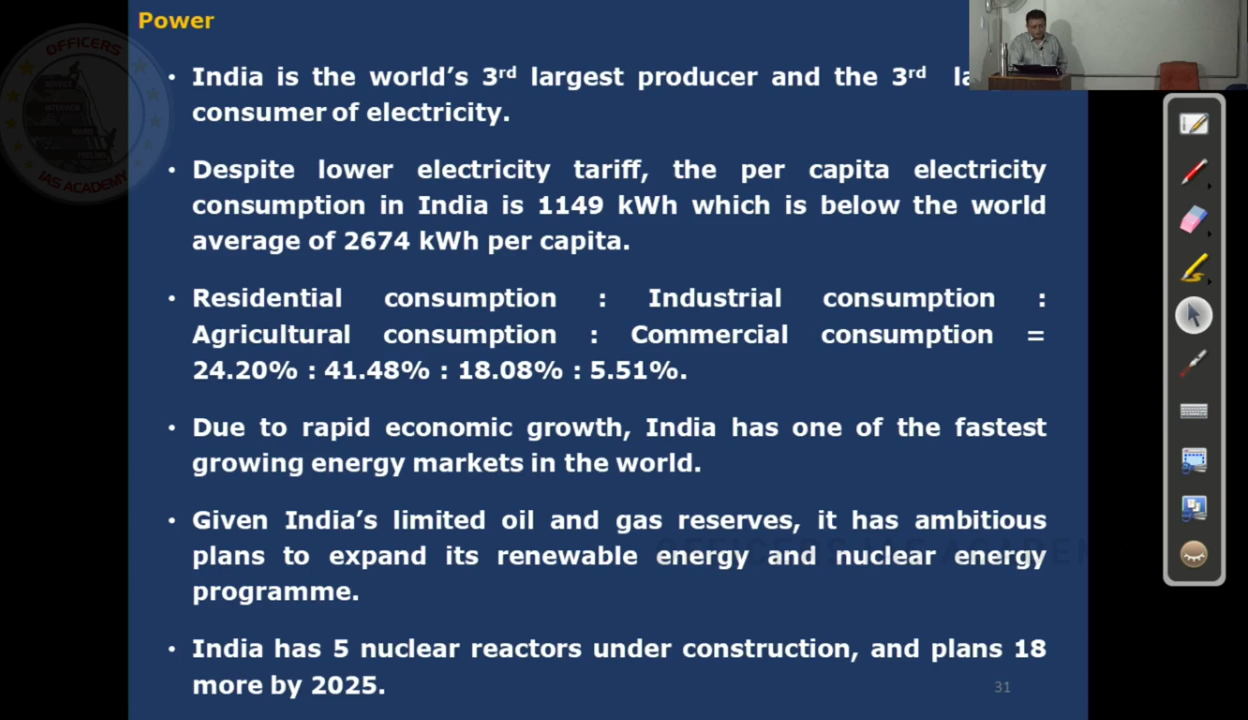 Power
OFFICERS
IAS ACADEMY
• India is the world’s 3rd largest producer and the 3rd
consumer of electricity.
• Despite lower electricity tariff, the per capita electricity
consumption in India is 1149 kWh which is below the world
average of 2674 kWh per capita.
• Residential consumption : Industrial consumption :
Agricultural consumption : Commercial consumption =
24.20% : 41.48% : 18.08% : 5.51%.
• Due to rapid economic growth, India has one of the fastest
growing energy markets in the world.
• Given India’s limited oil and gas reserves, it has ambitious
plans to expand its renewable energy and nuclear energy
programme.
• India has 5 nuclear reactors under construction, and plans 18
more by 2025.
31